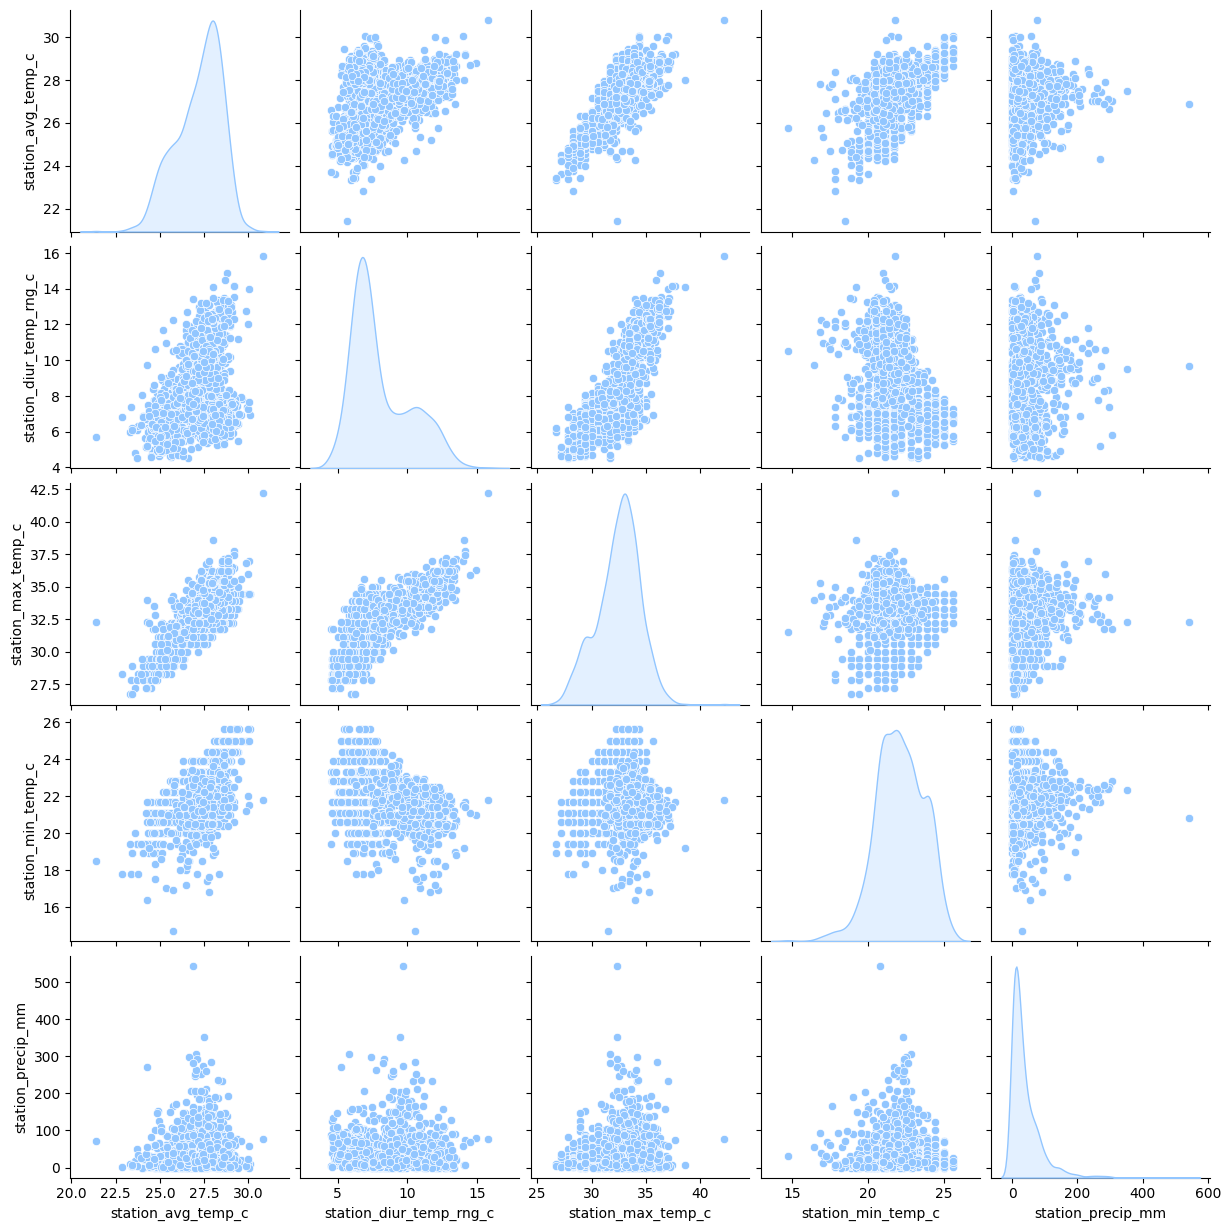 station_avg_temp_c
30
28
26
24
22
station_diur_temp_rng_c
16
14
12
10
8
6
4
station_max_temp_c
42.5
40.0
37.5
35.0
32.5
30.0
27.5
station_min_temp_c
26
24
22
20
18
16
station_precip_mm
500
400
300
200
100
0
20.0 22.5 25.0 27.5 30.0
5 10 15
25 30 35 40
15 20 25
0 200 400 600
station_avg_temp_c
station_diur_temp_rng_c
station_max_temp_c
station_min_temp_c
station_precip_mm